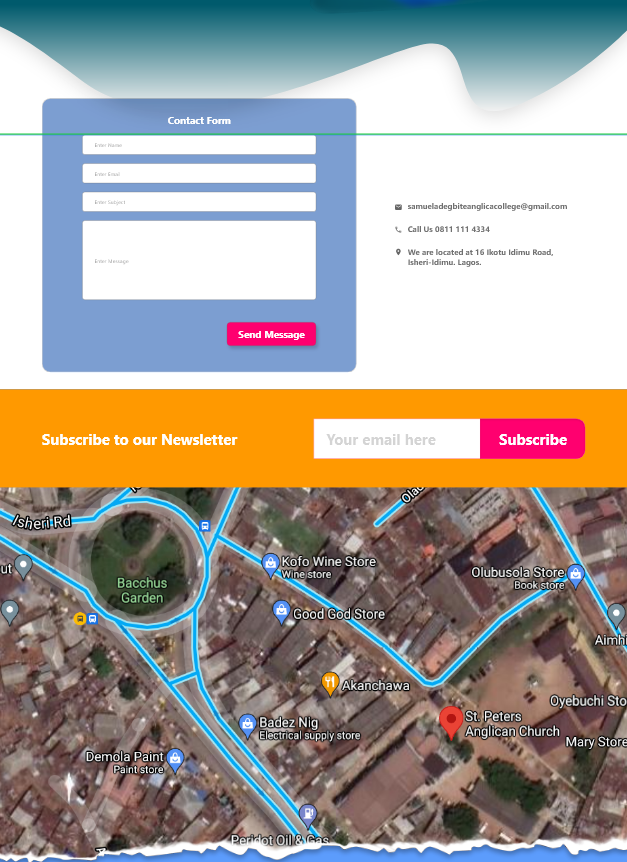 Contact Form
Enter Name
Enter Email
Enter Subject
Enter Message
Send Message
samueladegbiteanglicacollege@gmail.com
Call Us 0811 111 4334
We are located at 16 Ikotu Idimu Road,
Isheri-Idimu. Lagos.
Subscribe to our Newsletter
Your email here
Subscribe
Isheri Rd
Kofo Wine Store
Wine store
Olubusola Store
Book store
ut
Bacchus
Garden
Good God Store
Aimhi
Akanchawa
Oyebuchi Sto
St. Peters
Anglican Church
Badez Nig
Electrical supply store
Mary Store
Demola Paint
Paint store
Peridot Oil & Gas